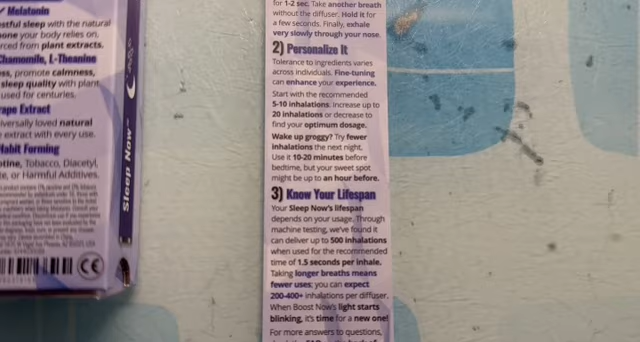 Melatonin
stful sleep with the natural
one your body relies on.
rced from plant extracts.
Chamomile, L-Theanine
ss, promote calmness,
sleep quality with plant
used for centuries.
rape Extract
iversally loved natural
extract with every use.
Habit Forming
otine, Tobacco, Diacetyl,
te, or Harmful Additives.
Sleep Now™
CE
for 1-2 sec. Take another breath
without the diffuser. Hold it for
a few seconds. Finally, exhale
very slowly through your nose.
2) Personalize It
Tolerance to ingredients varies
across individuals. Fine-tuning
can enhance your experience.
Start with the recommended
5-10 inhalations: increase up to
20 inhalations or decrease to
find your optimum dosage.
Wake up groggy? Try fewer
inhalations the next night.
Use it 10-20 minutes before
bedtime, but your sweet spot
might be up to an hour before.
3) Know Your Lifespan
Your Sleep Now's lifespan
depends on your usage. Through
machine testing, we've found it
can deliver up to 500 inhalations
when used for the recommended
time of 1.5 seconds per inhale.
Taking longer breaths means
fewer uses; you can expect
200-400+ inhalations per diffuser.
When Boost Now's light starts
blinking, it's time for a new one!
For more answers to questions,